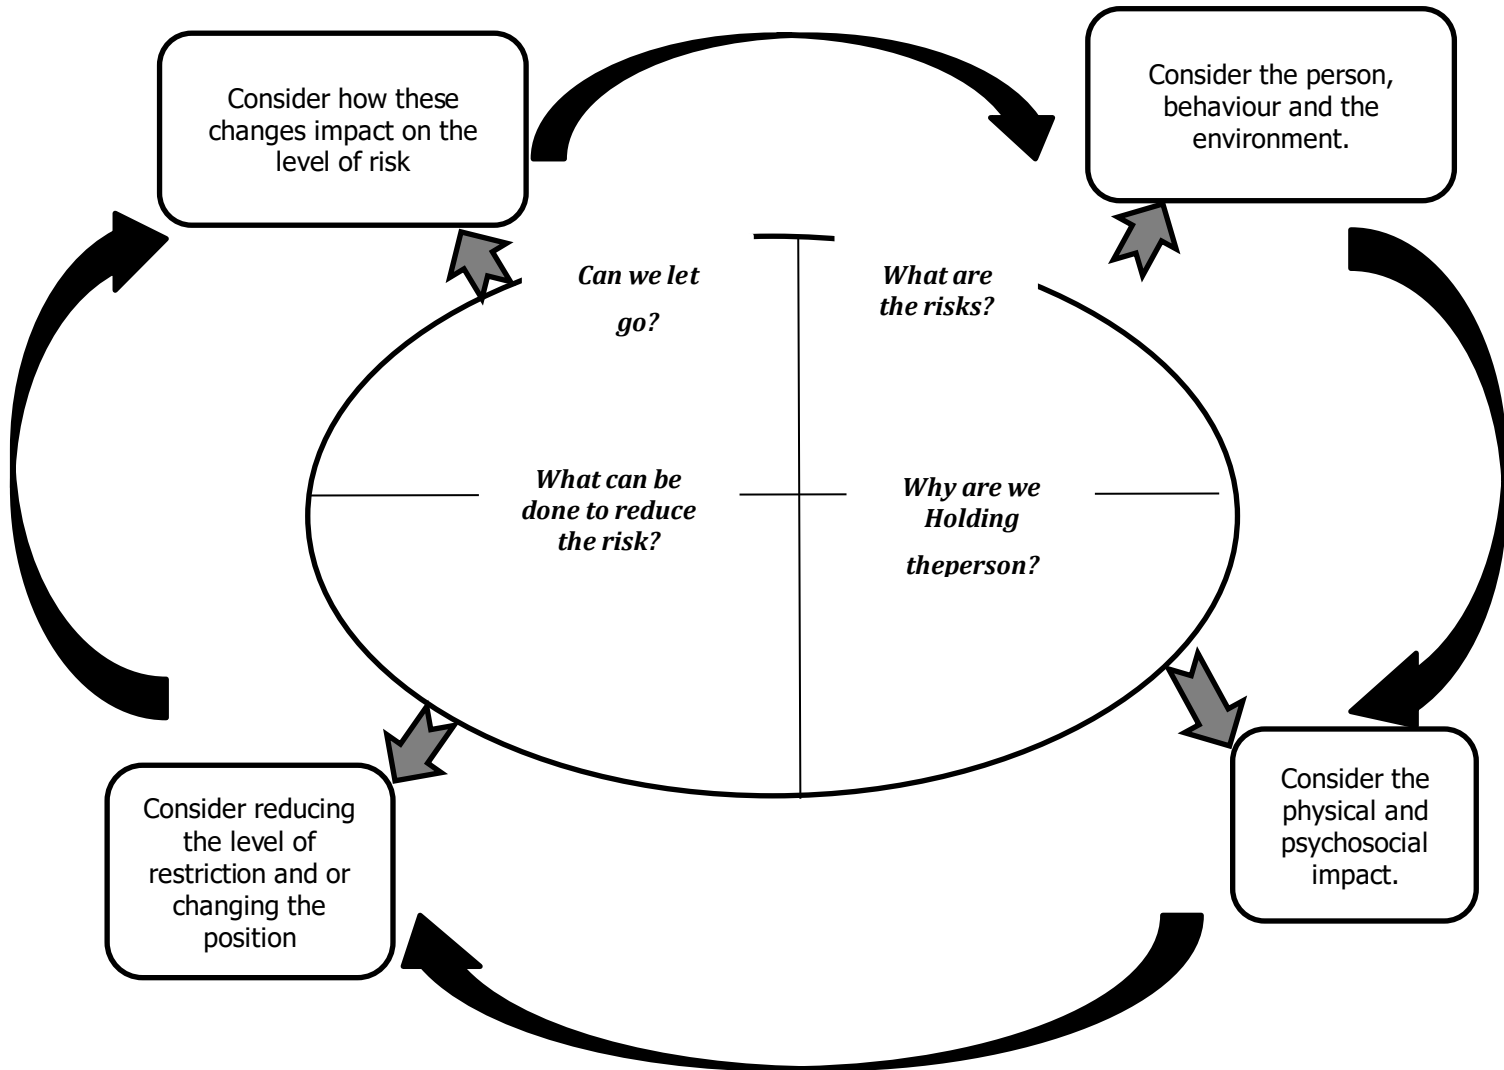 Consider how these
changes impact on the
level of risk
Consider the person,
behaviour and the
environment.
Can we let
go?
What are
the risks?
What can be
done to reduce
the risk?
Why are we
Holding
theperson?
Consider reducing
the level of
restriction and or
changing the
position
Consider the
physical and
psychosocial
impact.